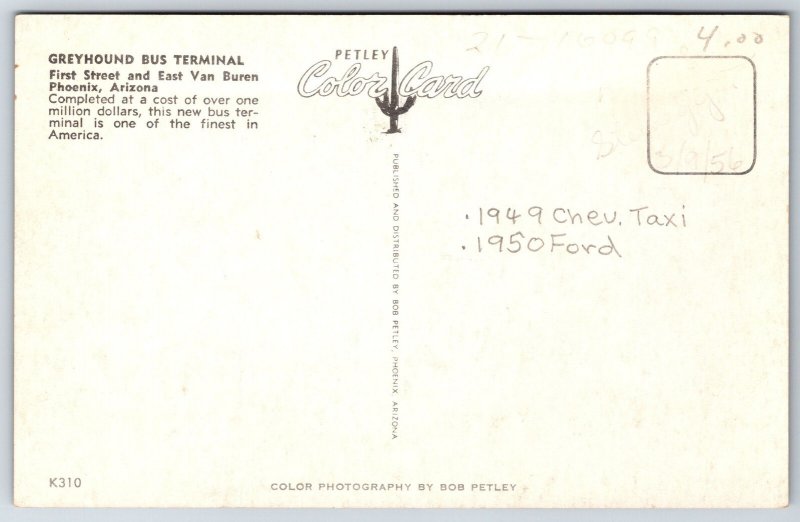 GREYHOUND BUS TERMINAL
First Street and East Van Buren
Phoenix, Arizona
Completed at a cost of over one
million dollars, this new bus ter-
minal is one of the finest in
America.
PETLEY
Color Card
4.00
3/9/56
.1949 Chev. Taxi
.1950 Ford
PUBLISHED AND DISTRIBUTED BY BOB PETLEY, PHOENIX, ARIZONA
K310
COLOR PHOTOGRAPHY BY BOB PETLEY